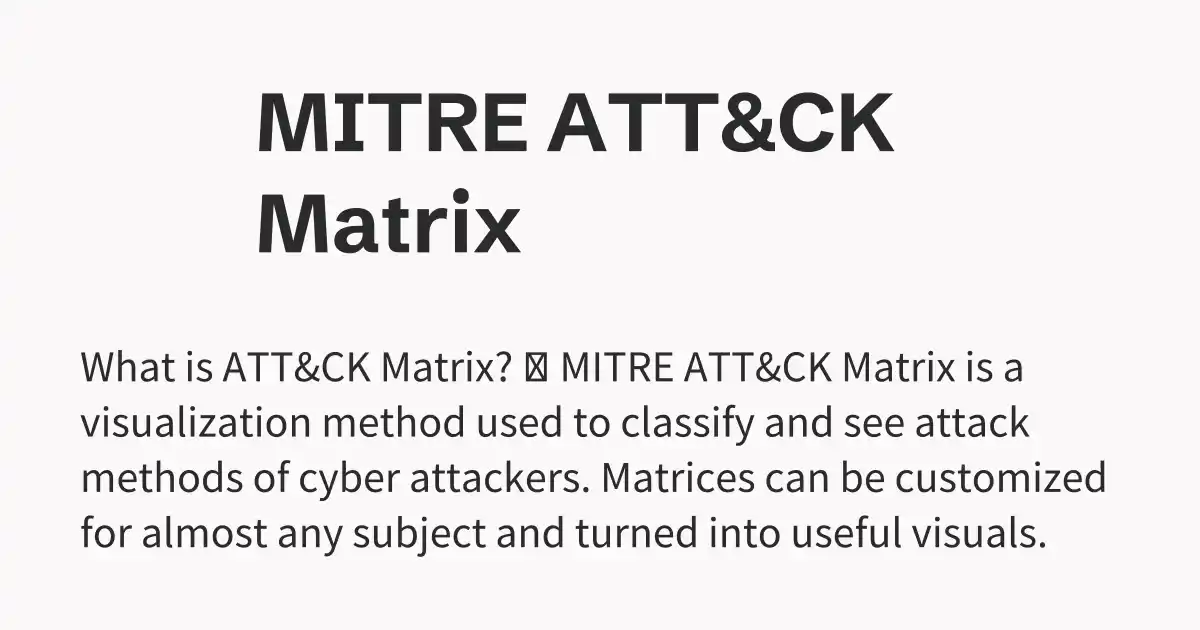 MITRE ATT&CK
Matrix
What is ATT&CK Matrix? MITRE ATT&CK Matrix is a
visualization method used to classify and see attack
methods of cyber attackers. Matrices can be customized
for almost any subject and turned into useful visuals.